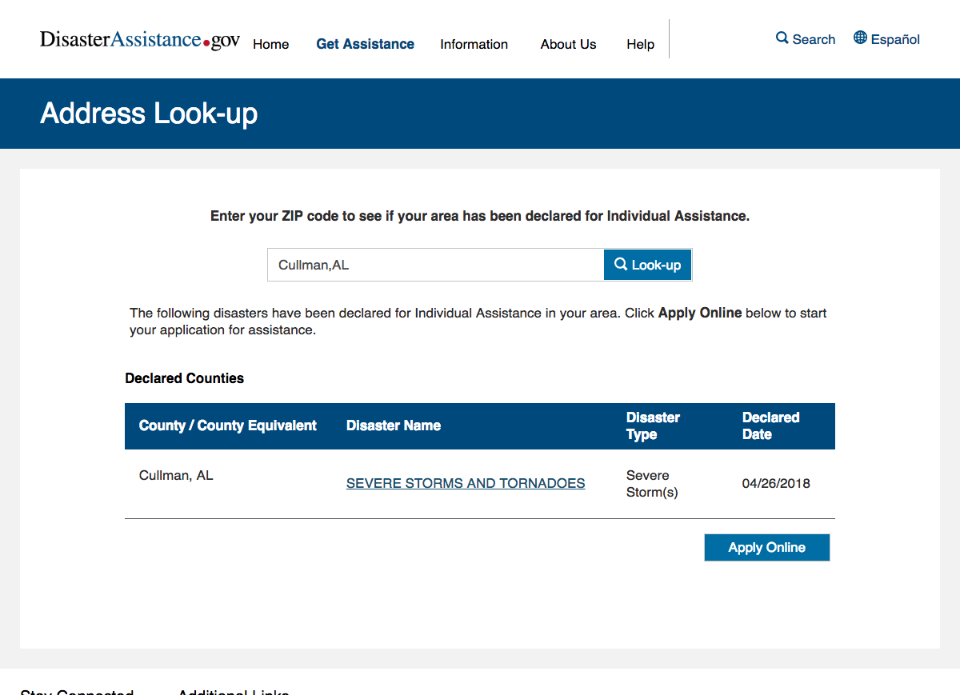 DisasterAssistance.gov Home Get Assistance Information About Us Help Search Español
Address Look-up
Enter your ZIP code to see if your area has been declared for Individual Assistance.
Cullman,AL Look-up
The following disasters have been declared for Individual Assistance in your area. Click Apply Online below to start
your application for assistance.
Declared Counties
County / County Equivalent Disaster Name Disaster Type Declared Date
Cullman, AL SEVERE STORMS AND TORNADOES Severe Storm(s) 04/26/2018
Apply Online
Stay Connected Additional Links